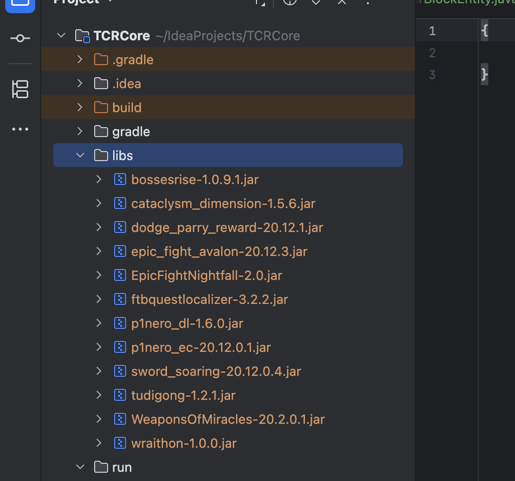 Project
BlockEntity.java
TCRCore ~/IdeaProjects/TCRCore
.gradle
.idea
build
gradle
libs
bossesrise-1.0.9.1.jar
cataclysm_dimension-1.5.6.jar
dodge_parry_reward-20.12.1.jar
epic_fight_avalon-20.12.3.jar
EpicFightNightfall-2.0.jar
ftbquestlocalizer-3.2.2.jar
p1nero_dl-1.6.0.jar
p1nero_ec-20.12.0.1.jar
sword_soaring-20.12.0.4.jar
tudigong-1.2.1.jar
WeaponsOfMiracles-20.2.0.1.jar
wraithon-1.0.0.jar
run
1 {
2
3 }